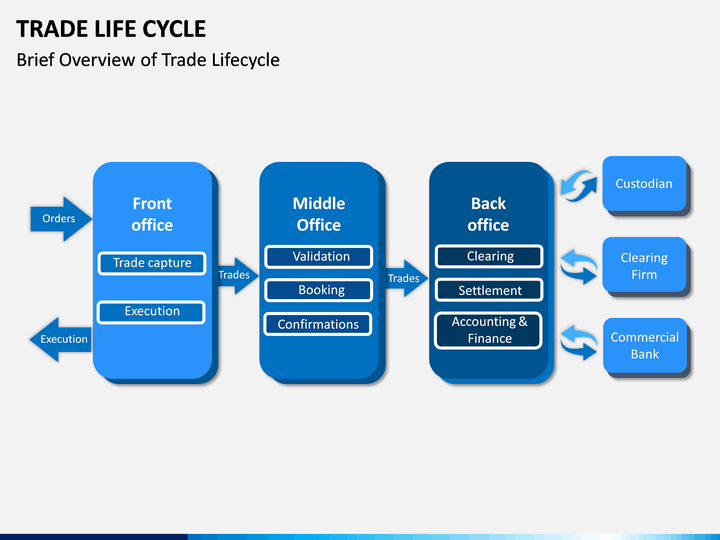 TRADE LIFE CYCLE
Brief Overview of Trade Lifecycle
Orders
Execution
Front
office
Trade capture
Execution
Trades
Middle
Office
Validation
Booking
Confirmations
Trades
Back
office
Clearing
Settlement
Accounting &
Finance
Custodian
Clearing
Firm
Commercial
Bank